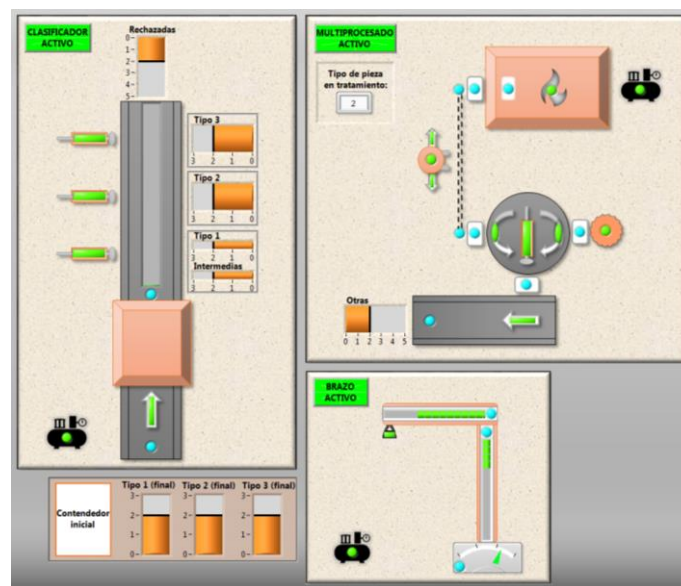 CLASIFICADOR
ACTIVO
Rechazadas
0
1
2
3
4
5
Tipo 3
3 2 1 0
Tipo 2
3 2 1 0
Tipo 1
3 2 1 0
Intermedias
3 2 1 0
MULTIPROCESADO
ACTIVO
Tipo de pieza
en tratamiento:
2
Otras
0 1 2 3 4 5
BRAZO
ACTIVO
Contendedor
inicial
Tipo 1 (final) Tipo 2 (final) Tipo 3 (final)
3 3 3
2 2 2
1 1 1
0 0 0